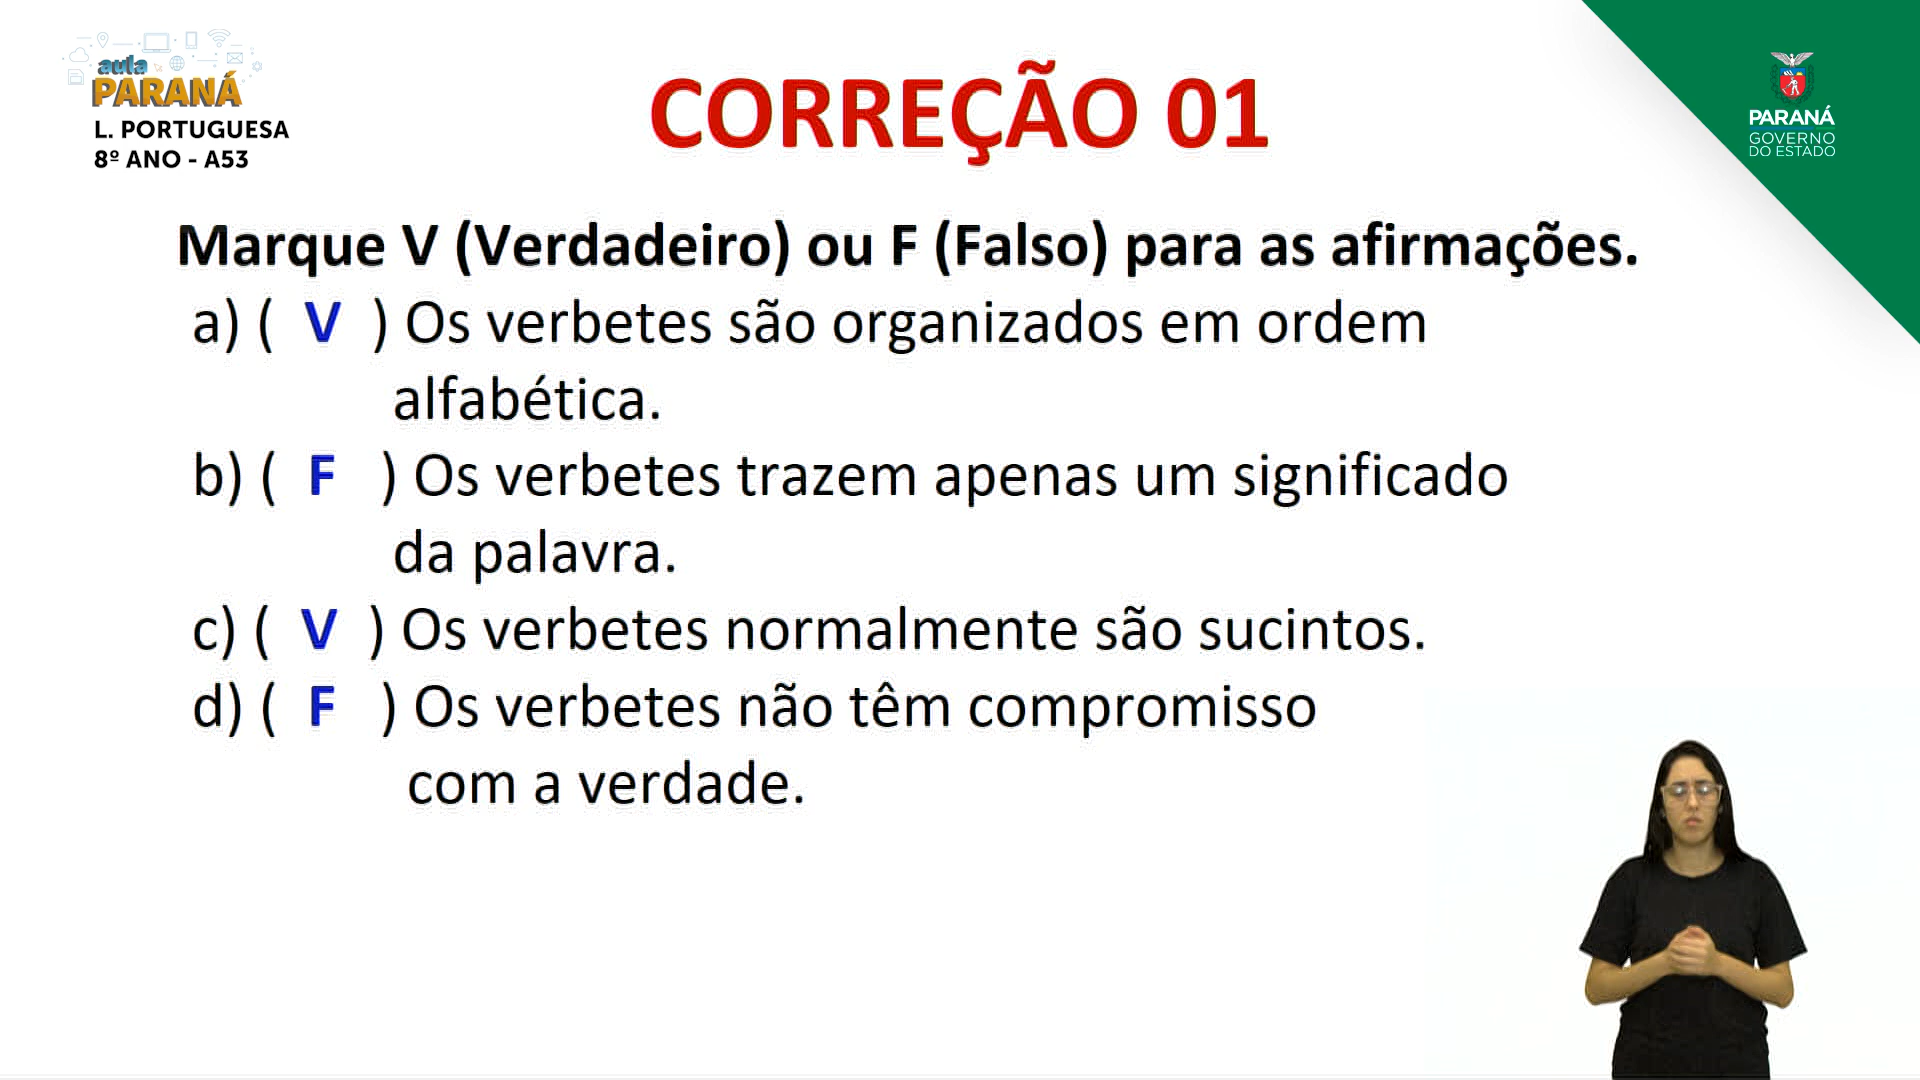 aula
PARANÁ
L. PORTUGUESA
8º ANO - A53
CORREÇÃO 01
PARANÁ
GOVERNO
DO ESTADO
Marque V (Verdadeiro) ou F (Falso) para as afirmações.
a) ( V ) Os verbetes são organizados em ordem
alfabética.
b) ( F ) Os verbetes trazem apenas um significado
da palavra.
c) ( V ) Os verbetes normalmente são sucintos.
d) ( F ) Os verbetes não têm compromisso
com a verdade.